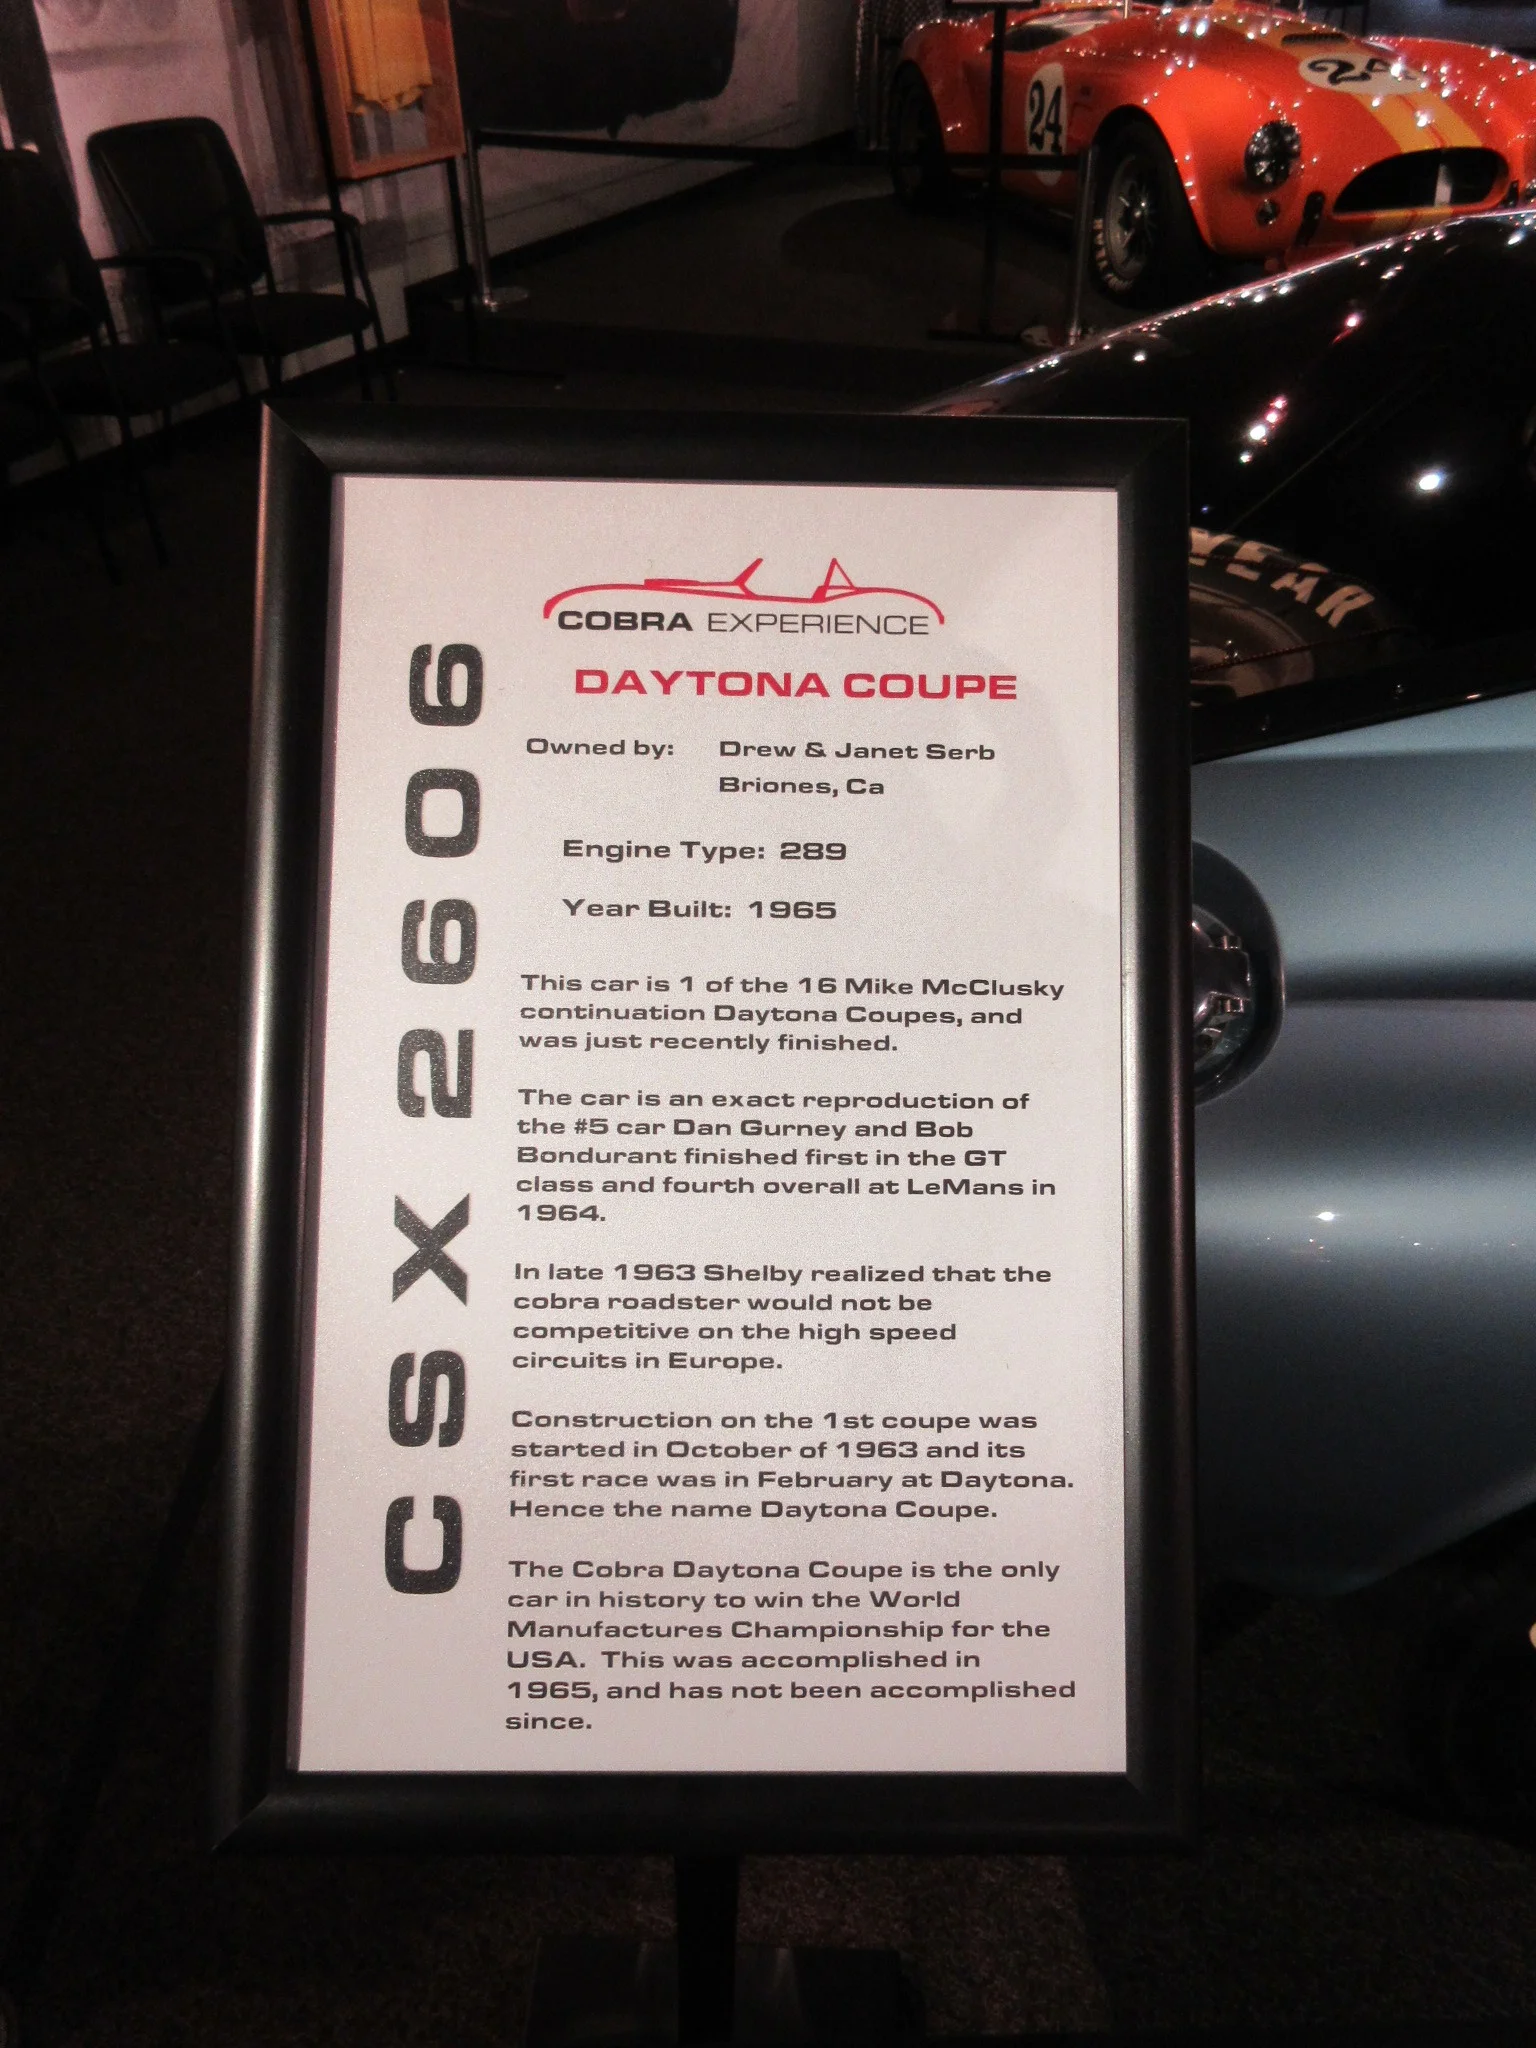 24
24
YEAR
YEAR
COBRA EXPERIENCE
DAYTONA COUPE
CSX2606
Owned by: Drew & Janet Serb
Briones, Ca
Engine Type: 289
Year Built: 1965
This car is 1 of the 16 Mike McClusky
continuation Daytona Coupes, and
was just recently finished.
The car is an exact reproduction of
the #5 car Dan Gurney and Bob
Bondurant finished first in the GT
class and fourth overall at LeMans in
1964.
In late 1963 Shelby realized that the
cobra roadster would not be
competitive on the high speed
circuits in Europe.
Construction on the 1st coupe was
started in October of 1963 and its
first race was in February at Daytona.
Hence the name Daytona Coupe.
The Cobra Daytona Coupe is the only
car in history to win the World
Manufactures Championship for the
USA. This was accomplished in
1965, and has not been accomplished
since.